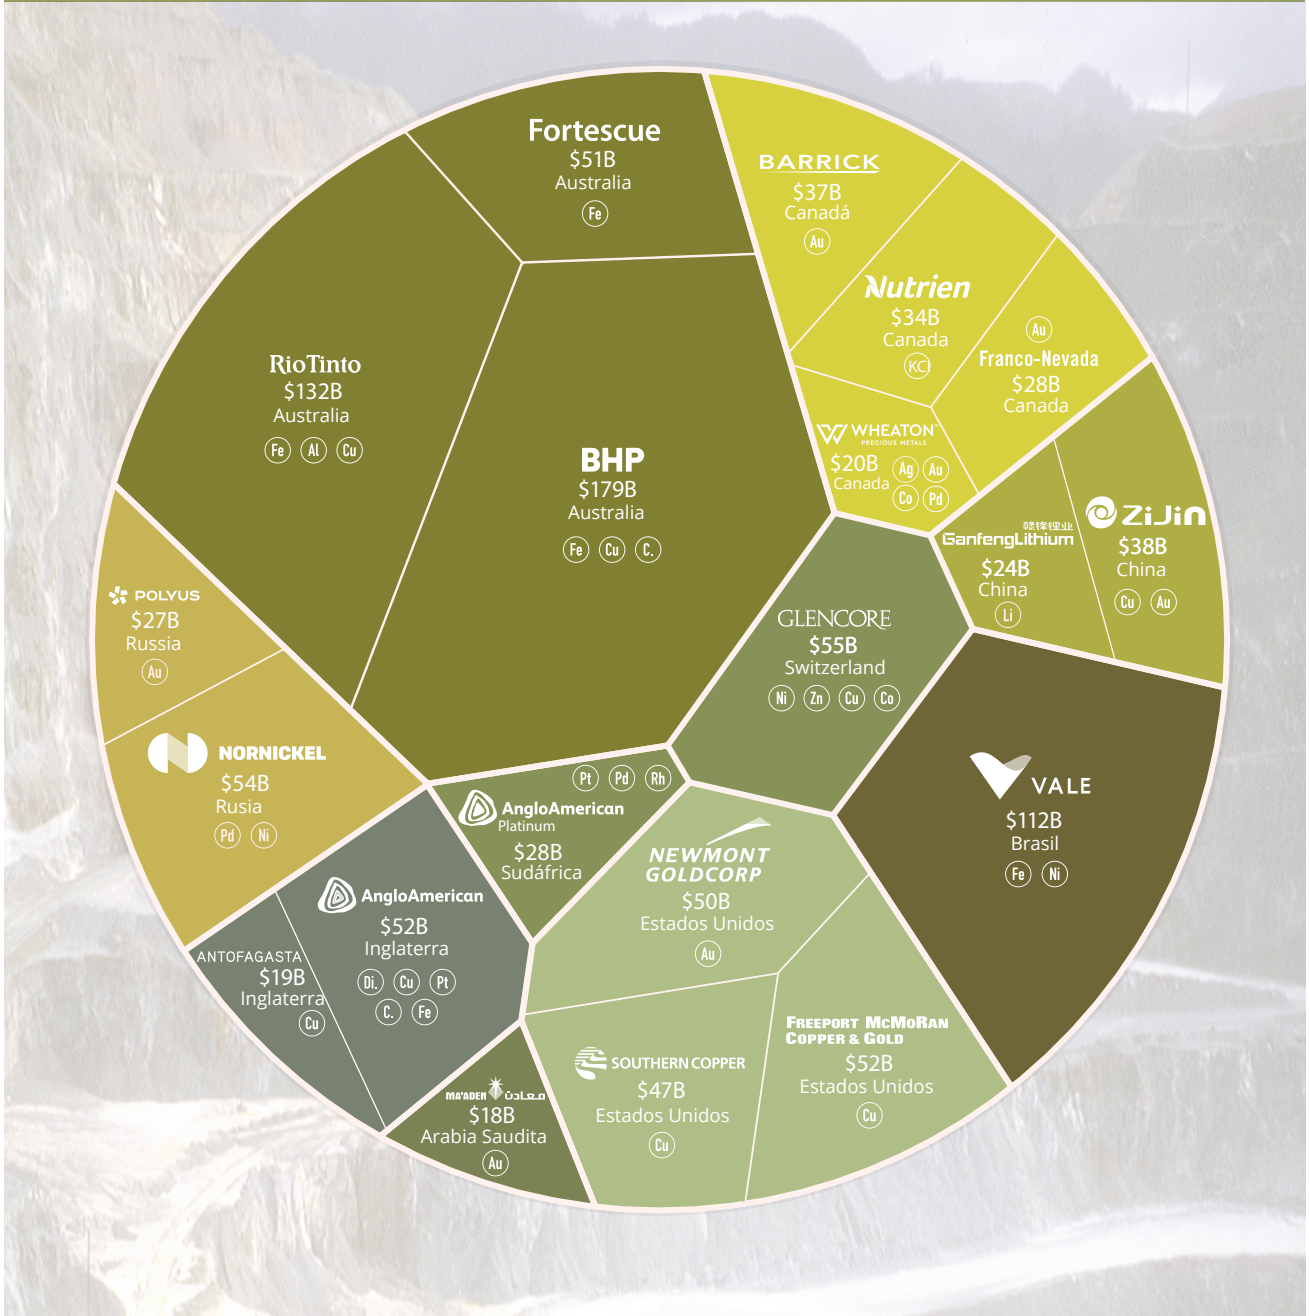 Fortescue
$51B
Australia
Fe
BARRICK
$37B
Canadá
Au
Nutrien
$34B
Canada
KCl
Au
Franco-Nevada
$28B
Canada
RioTinto
$132B
Australia
Fe Al Cu
BHP
$179B
Australia
Fe Cu C.
WHEATON
PRECIOUS METALS
$20B
Canada
Ag Au
Co Pd
赣锋锂业
GanfengLithium
$24B
China
Li
ZiJin
$38B
China
Cu Au
POLYUS
$27B
Russia
Au
GLENCORE
$55B
Switzerland
Ni Zn Cu Co
NORNICKEL
$54B
Rusia
Pd Ni
Pt Pd Rh
AngloAmerican
Platinum
$28B
Sudáfrica
VALE
$112B
Brasil
Fe Ni
NEWMONT
GOLDCORP
$50B
Estados Unidos
Au
AngloAmerican
$52B
Inglaterra
Di. Cu Pt
C. Fe
ANTOFAGASTA
$19B
Inglaterra
Cu
MA'ADEN معادن
$18B
Arabia Saudita
Au
SOUTHERN COPPER
$47B
Estados Unidos
Cu
FREEPORT MCMORAN
COPPER & GOLD
$52B
Estados Unidos
Cu